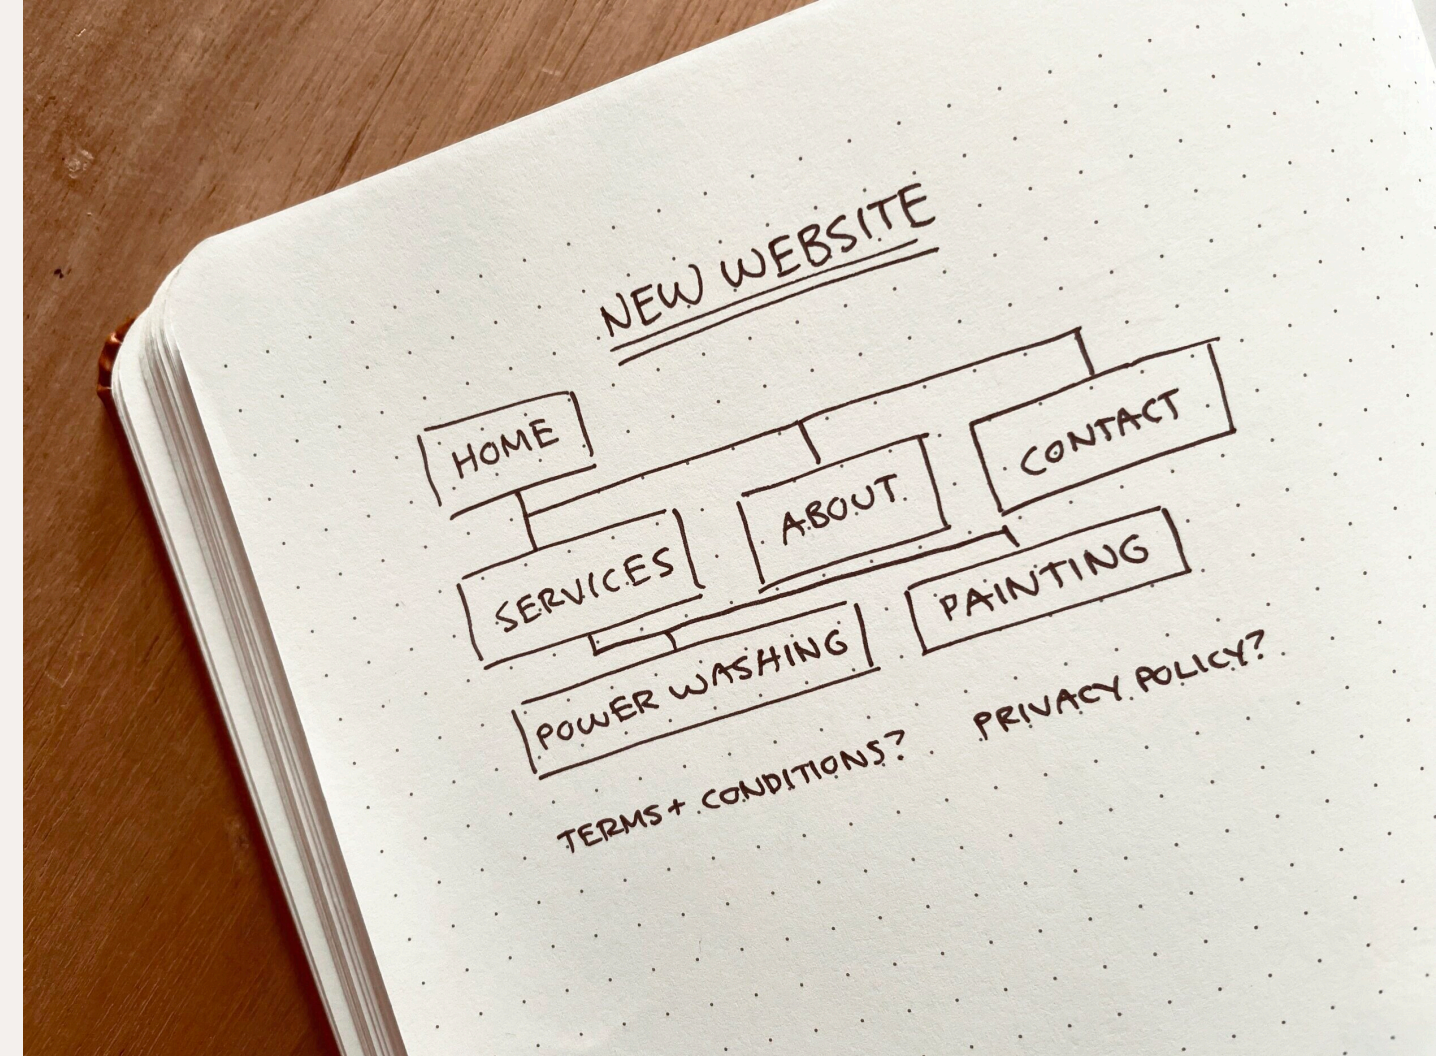 NEW WEBSITE
HOME
SERVICES
ABOUT
CONTACT
POWER WASHING
PAINTING
TERMS + CONDITIONS?
PRIVACY POLICY?